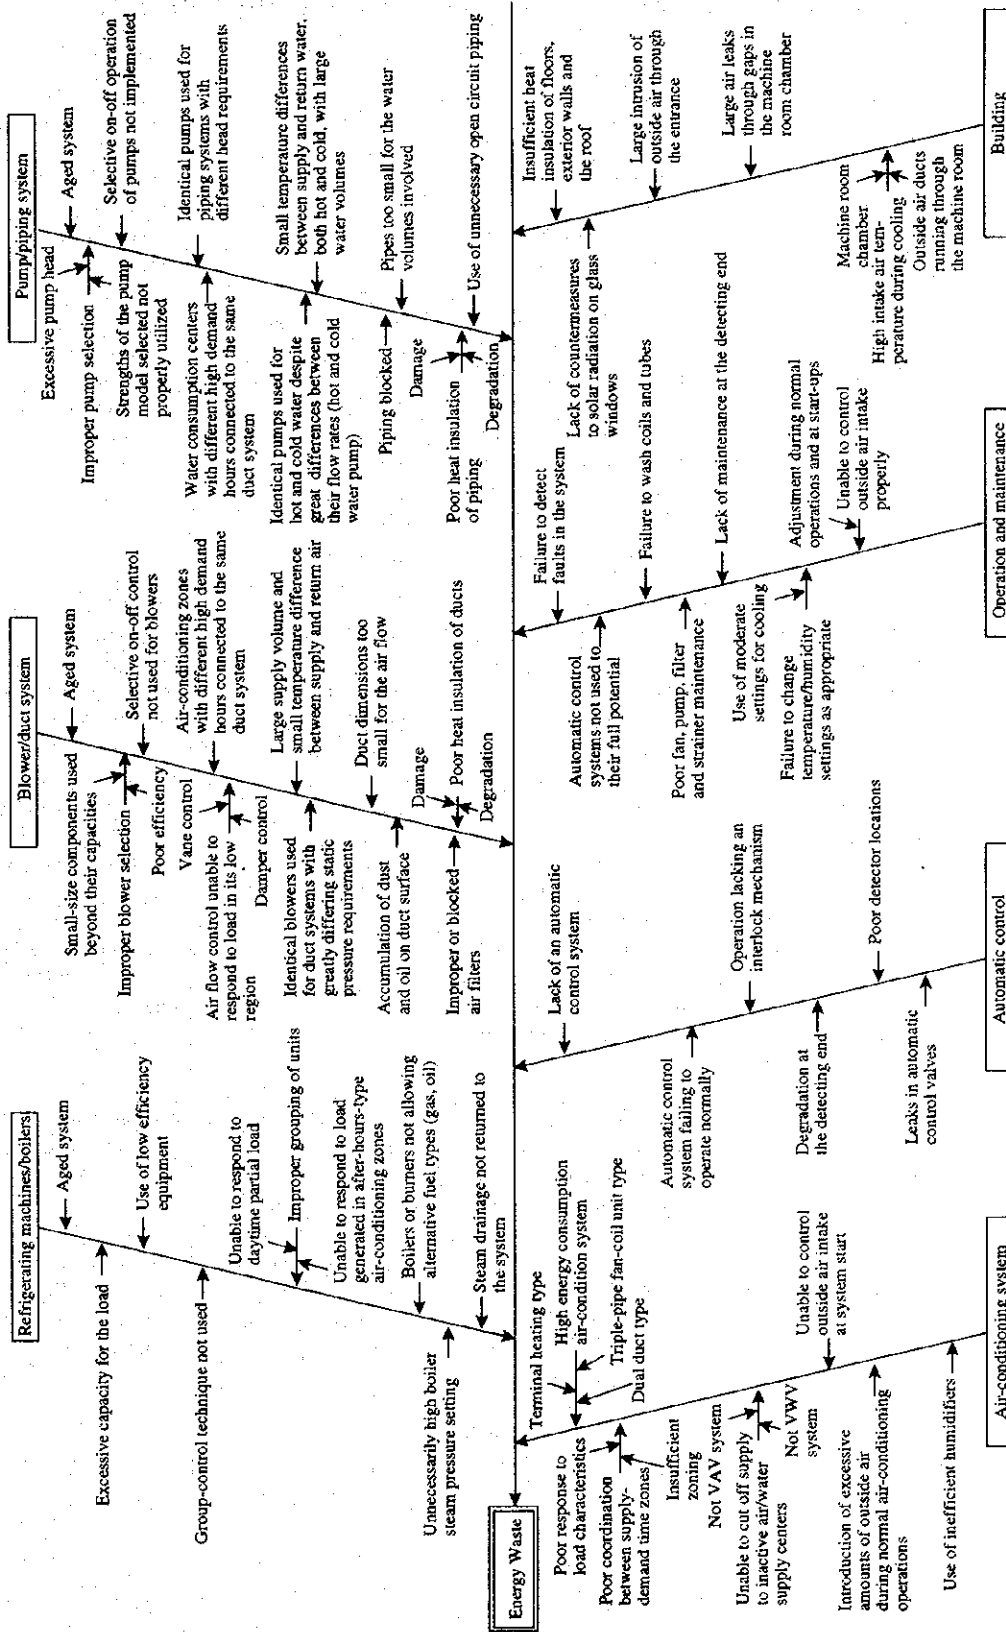 Refrigerating machines/boilers
Aged system
Excessive capacity for the load
Use of low efficiency
equipment
Group-control technique not used
Unable to respond to
daytime partial load
Improper grouping of units
Unable to respond to load
generated in after-hours-type
air-conditioning zones
Boilers or burners not allowing
alternative fuel types (gas, oil)
Unnecessarily high boiler
steam pressure setting
Steam drainage not returned to
the system
Blower/duct system
Aged system
Small-size components used
beyond their capacities
Improper blower selection
Poor efficiency
Selective on-off control
not used for blowers
Vane control
Air flow control unable to
respond to load in its low
region
Damper control
Air-conditioning zones
with different high demand
hours connected to the same
duct system
Identical blowers used
for duct systems with
greatly differing static
pressure requirements
Large supply volume and
small temperature difference
between supply and return air
Accumulation of dust
and oil on duct surface
Duct dimensions too
small for the air flow
Improper or blocked
air filters
Damage
Poor heat insulation of ducts
Degradation
Pump/piping system
Excessive pump head
Aged system
Improper pump selection
Strengths of the pump
model selected not
properly utilized
Selective on-off operation
of pumps not implemented
Water consumption centers
with different high demand
hours connected to the same
duct system
Identical pumps used for
piping systems with
different head requirements
Identical pumps used for
hot and cold water despite
great differences between
their flow rates (hot and cold
water pump)
Small temperature differences
between supply and return water,
both hot and cold, with large
water volumes
Piping blocked
Pipes too small for the water
volumes involved
Damage
Poor heat insulation
of piping
Degradation
Use of unnecessary open circuit piping
Energy Waste
Terminal heating type
High energy consumption
air-condition system
Triple-pipe fan-coil unit type
Dual duct type
Poor response to
load characteristics
Poor coordination
between supply-
demand time zones
Insufficient
zoning
Not VAV system
Unable to cut off supply
to inactive air/water
supply centers
Not VWV
system
Unable to control
outside air intake
at system start
Introduction of excessive
amounts of outside air
during normal air-conditioning
operations
Use of inefficient humidifiers
Air-conditioning system
Lack of an automatic
control system
Automatic control
system failing to
operate normally
Operation lacking an
interlock mechanism
Degradation at
the detecting end
Poor detector locations
Leaks in automatic
control valves
Automatic control
Failure to detect
faults in the system
Automatic control
systems not used to
their full potential
Failure to wash coils and tubes
Poor fan, pump, filter
and strainer maintenance
Lack of maintenance at the detecting end
Use of moderate
settings for cooling
Failure to change
temperature/humidity
settings as appropriate
Adjustment during normal
operations and at start-ups
Unable to control
outside air intake
properly
Operation and maintenance
Insufficient heat
insulation of floors,
exterior walls and
the roof
Lack of countermeasures
to solar radiation on glass
windows
Large intrusion of
outside air through
the entrance
Large air leaks
through gaps in
the machine
room chamber
Machine room
chamber
High intake air tem-
perature during cooling
Outside air ducts
running through
the machine room
Building